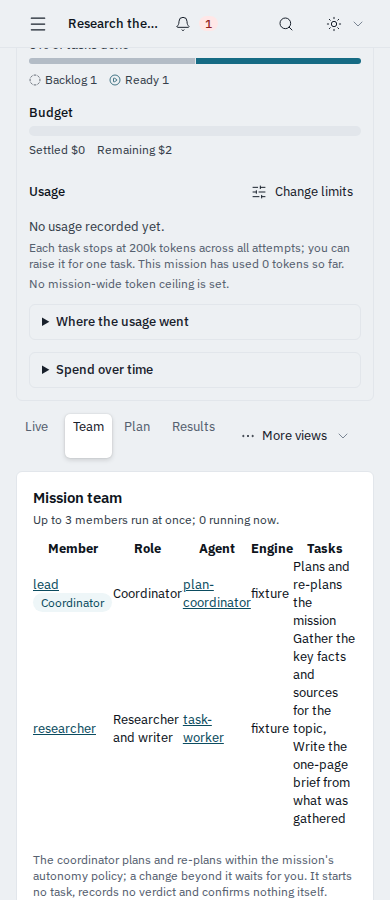 Research the...
1
Backlog 1
Ready 1
Budget
Settled $0 Remaining $2
Usage
Change limits
No usage recorded yet.
Each task stops at 200k tokens across all attempts; you can
raise it for one task. This mission has used 0 tokens so far.
No mission-wide token ceiling is set.
Where the usage went
Spend over time
Live
Team
Plan
Results
More views
Mission team
Up to 3 members run at once; 0 running now.
Member Role Agent Engine Tasks
lead
Coordinator
Coordinator
plan-
coordinator
fixture
Plans and
re-plans
the
mission
researcher
Researcher
and writer
task-
worker
fixture
Gather the
key facts
and
sources
for the
topic,
Write the
one-page
brief from
what was
gathered
The coordinator plans and re-plans within the mission's
autonomy policy; a change beyond it waits for you. It starts
no task, records no verdict and confirms nothing itself.